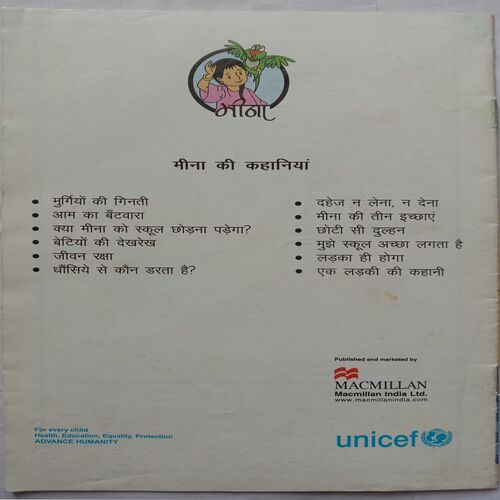 मीना
मीना की कहानियां
मुर्गियों की गिनती
आम का बँटवारा
क्या मीना को स्कूल छोड़ना पड़ेगा?
बेटियों की देखरेख
जीवन रक्षा
धौंसिये से कौन डरता है?
दहेज न लेना, न देना
मीना की तीन इच्छाएं
छोटी सी दुल्हन
मुझे स्कूल अच्छा लगता है
लड़का ही होगा
एक लड़की की कहानी
Published and marketed by
MACMILLAN
Macmillan India Ltd.
www.macmillanindia.com
For every child
Health, Education, Equality, Protection
ADVANCE HUMANITY
unicef